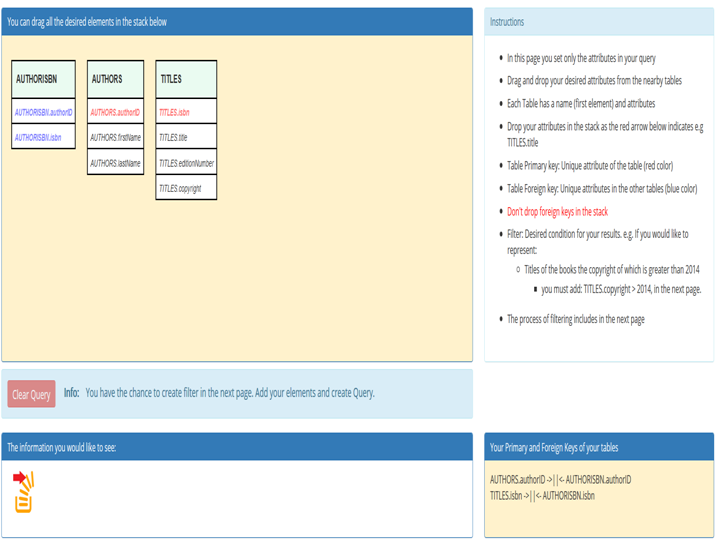 You can drag all the desired elements in the stack below
AUTHORISBN
AUTHORISBN.authorID
AUTHORISBN.isbn
AUTHORS
AUTHORS.authorID
AUTHORS.firstName
AUTHORS.lastName
TITLES
TITLES.isbn
TITLES.title
TITLES.editionNumber
TITLES.copyright
Instructions
In this page you set only the attributes in your query
Drag and drop your desired attributes from the nearby tables
Each Table has a name (first element) and attributes
Drop your attributes in the stack as the red arrow below indicates e.g
TITLES.title
Table Primary key: Unique attribute of the table (red color)
Table Foreign key: Unique attributes in the other tables (blue color)
Don't drop foreign keys in the stack
Filter: Desired condition for your results. e.g. If you would like to
represent:
Titles of the books the copyright of which is greater than 2014
you must add: TITLES.copyright > 2014, in the next page.
The process of filtering includes in the next page
Clear Query
Info: You have the chance to create filter in the next page. Add your elements and create Query.
The information you would like to see:
Your Primary and Foreign Keys of your tables
AUTHORS.authorID ->||<- AUTHORISBN.authorID
TITLES.isbn ->||<- AUTHORISBN.isbn